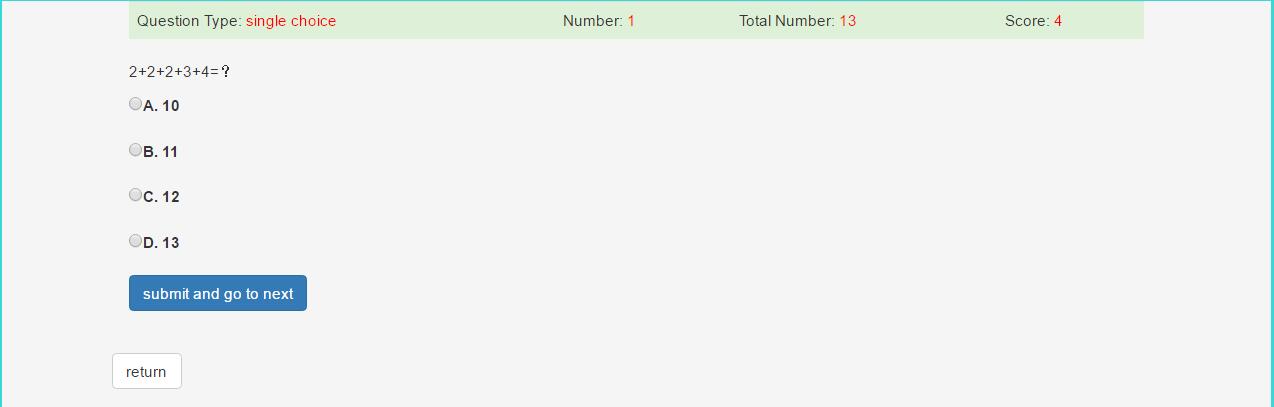 Question Type: single choice Number: 1 Total Number: 13 Score: 4
2+2+2+3+4=?
A. 10
B. 11
C. 12
D. 13
submit and go to next
return